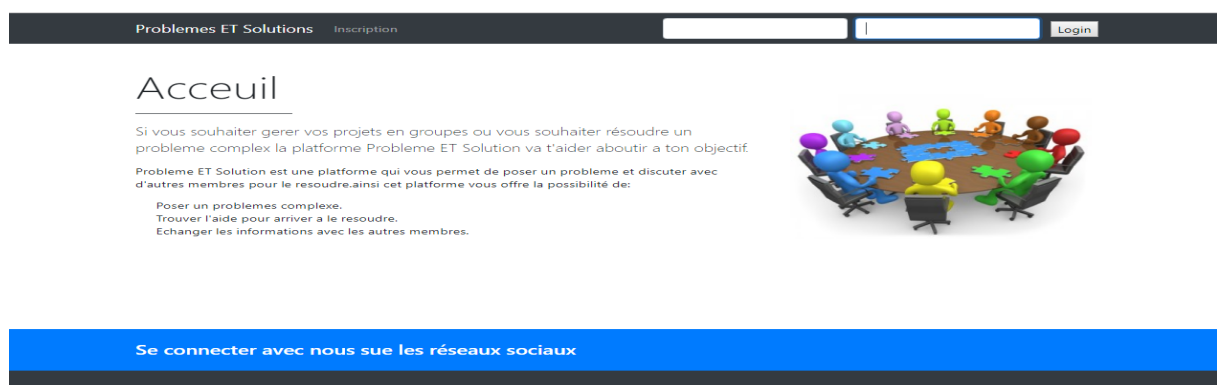 Problemes ET Solutions Inscription Login
Acceuil
Si vous souhaiter gerer vos projets en groupes ou vous souhaiter résoudre un
probleme complex la platforme Probleme ET Solution va t'aider aboutir a ton objectif.
Probleme ET Solution est une platforme qui vous permet de poser un probleme et discuter avec
d'autres membres pour le resoudre.ainsi cet platforme vous offre la possibilité de:
Poser un problemes complexe.
Trouver l'aide pour arriver a le resoudre.
Echanger les informations avec les autres membres.
Se connecter avec nous sue les réseaux sociaux